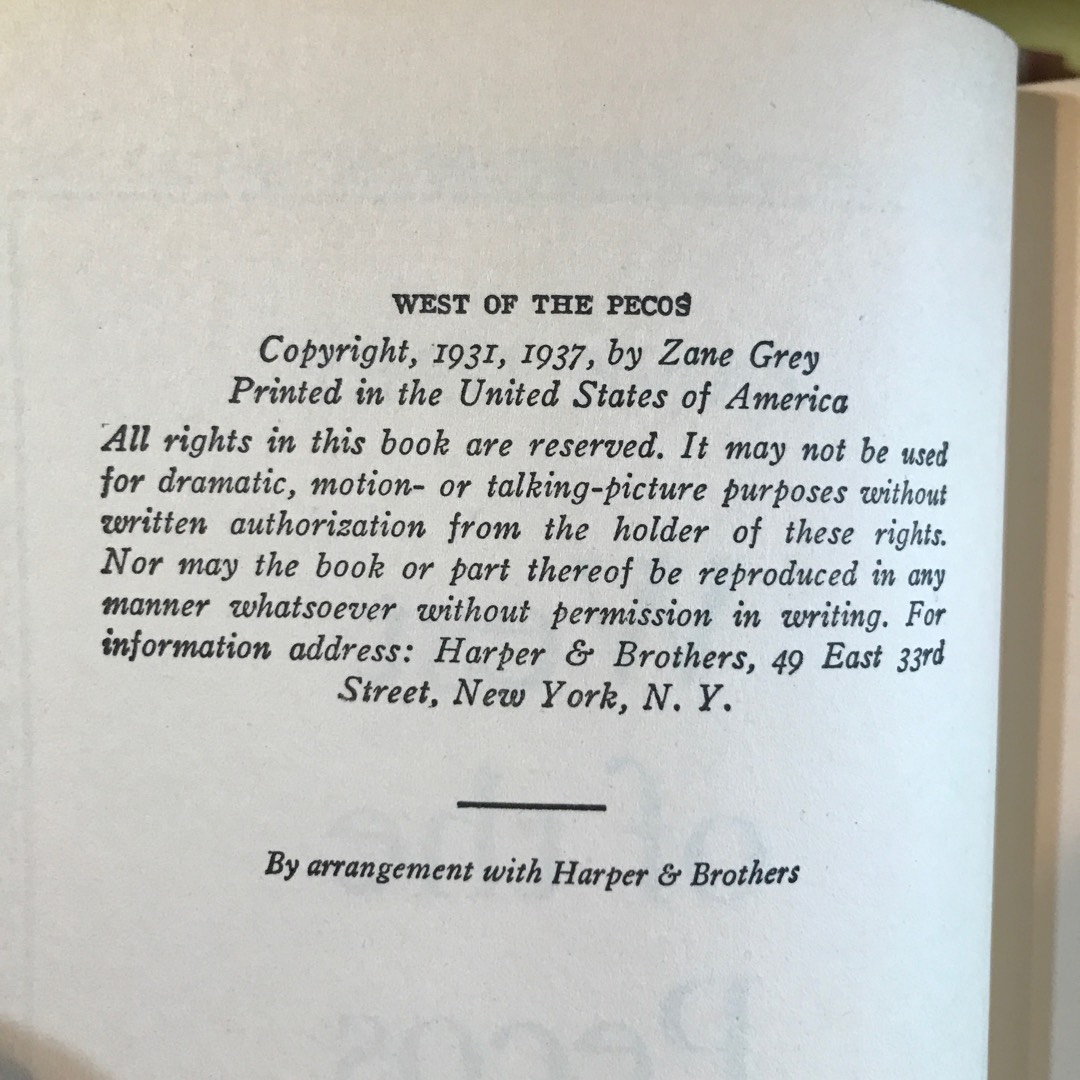 WEST OF THE PECOS
Copyright, 1931, 1937, by Zane Grey
Printed in the United States of America
All rights in this book are reserved. It may not be used
for dramatic, motion- or talking-picture purposes without
written authorization from the holder of these rights.
Nor may the book or part thereof be reproduced in any
manner whatsoever without permission in writing. For
information address: Harper & Brothers, 49 East 33rd
Street, New York, N. Y.
By arrangement with Harper & Brothers
of the
Pecos